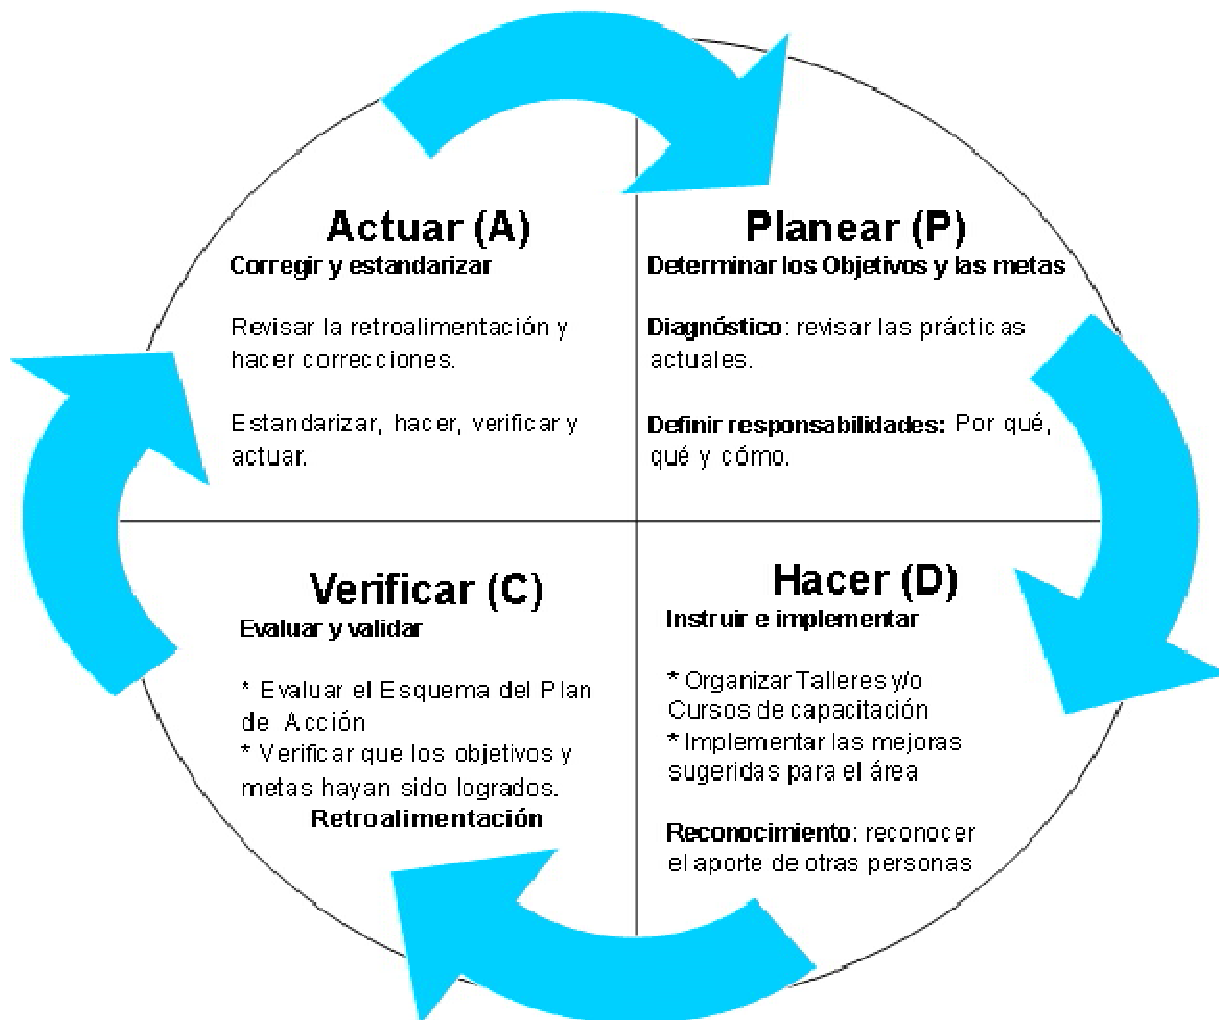 Actuar (A)
Corregir y estandarizar
Revisar la retroalimentación y
hacer correcciones.
Estandarizar, hacer, verificar y
actuar.
Planear (P)
Determinar los Objetivos y las metas
Diagnóstico: revisar las prácticas
actuales.
Definir responsabilidades: Por qué,
qué y cómo.
Verificar (C)
Evaluar y validar
* Evaluar el Esquema del Plan
de Acción
* Verificar que los objetivos y
metas hayan sido logrados.
Retroalimentación
Hacer (D)
Instruir e implementar
* Organizar Talleres y/o
Cursos de capacitación
* Implementar las mejoras
sugeridas para el área
Reconocimiento: reconocer
el aporte de otras personas